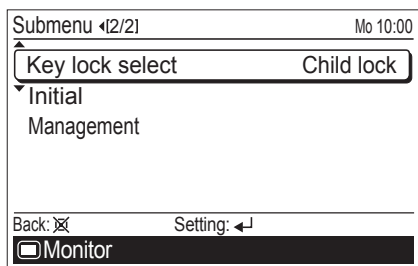 Submenu [2/2] Mo 10:00
Key lock select Child lock
Initial
Management
Back: Setting:
Monitor